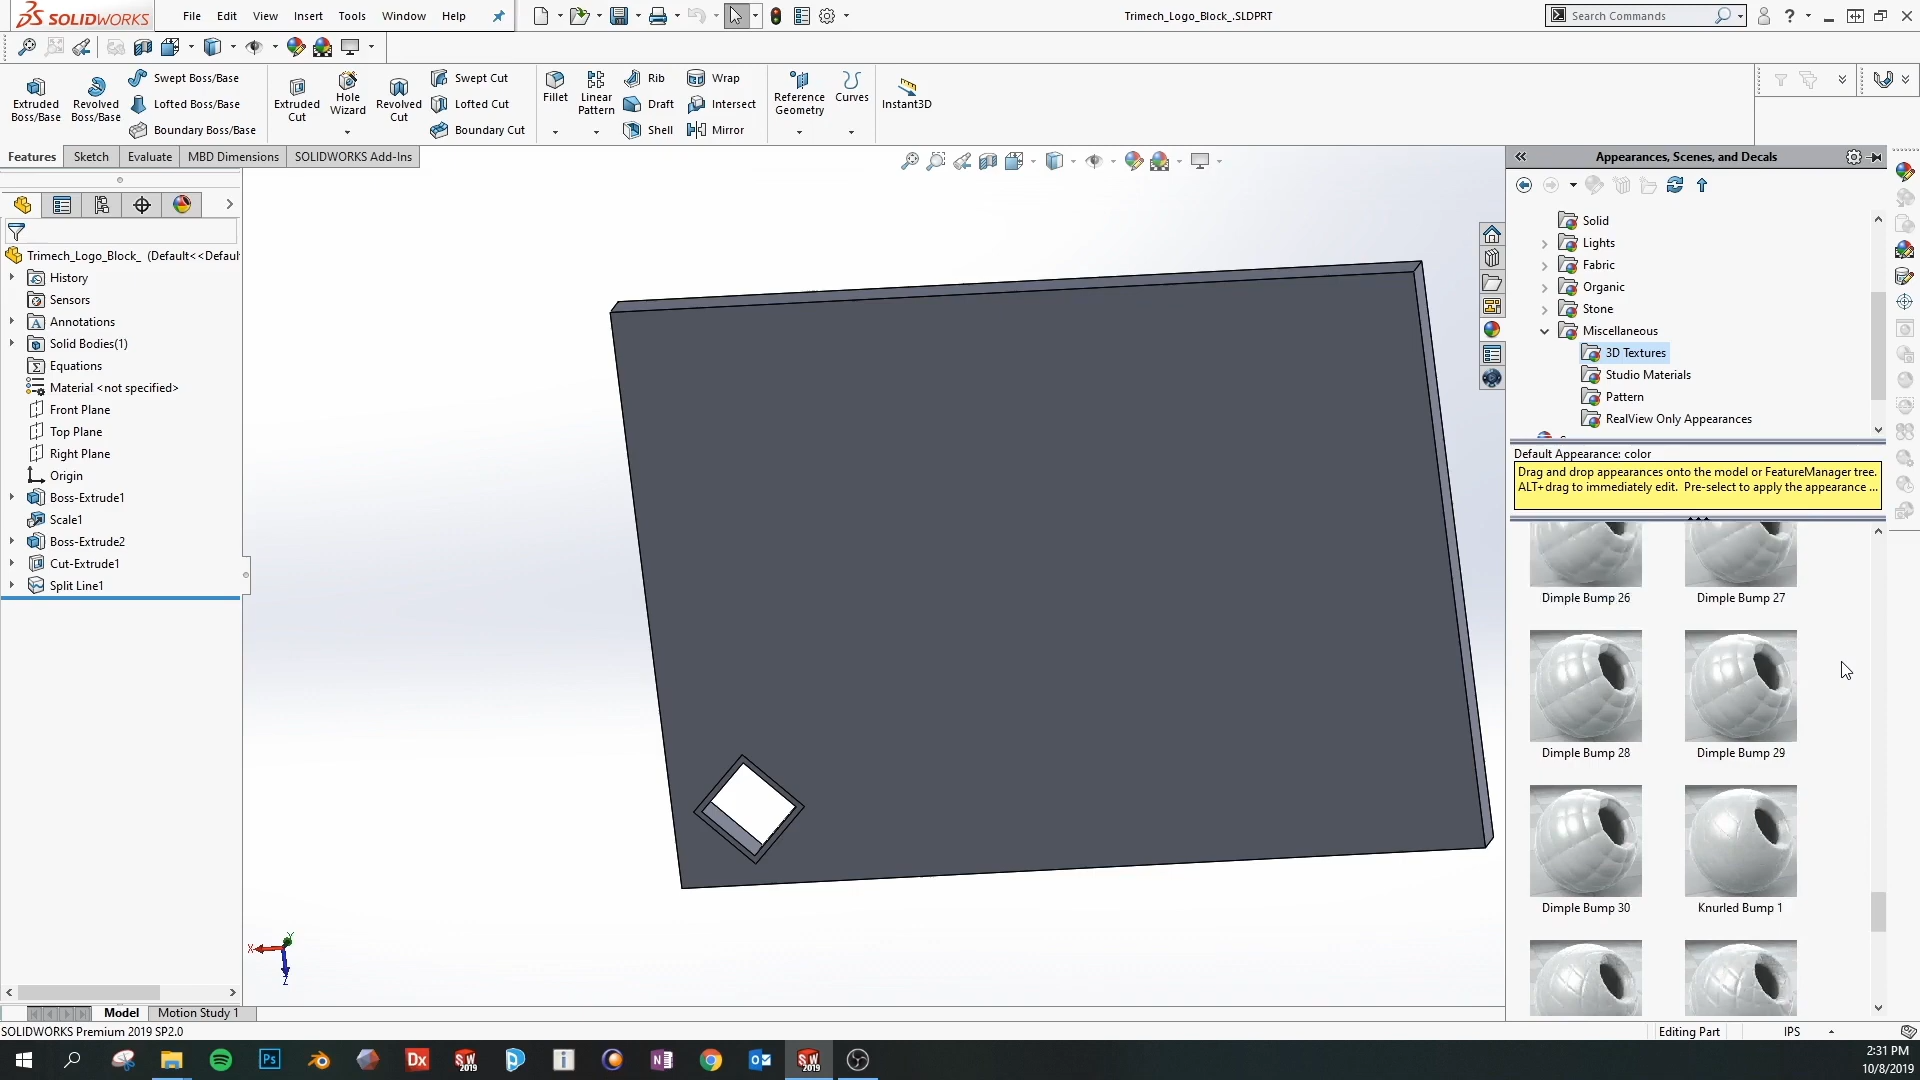 SOLIDWORKS
File
Edit
View
Insert
Tools
Window
Help
Trimech_Logo_Block_.SLDPRT
Search Commands
Extruded Boss/Base
Revolved Boss/Base
Swept Boss/Base
Lofted Boss/Base
Boundary Boss/Base
Extruded Cut
Hole Wizard
Revolved Cut
Swept Cut
Lofted Cut
Boundary Cut
Fillet
Linear Pattern
Rib
Draft
Shell
Wrap
Intersect
Mirror
Reference Geometry
Curves
Instant3D
Features
Sketch
Evaluate
MBD Dimensions
SOLIDWORKS Add-Ins
Trimech_Logo_Block_ (Default<<Defaul
History
Sensors
Annotations
Solid Bodies(1)
Equations
Material <not specified>
Front Plane
Top Plane
Right Plane
Origin
Boss-Extrude1
Scale1
Boss-Extrude2
Cut-Extrude1
Split Line1
Y
X
Z
Appearances, Scenes, and Decals
Solid
Lights
Fabric
Organic
Stone
Miscellaneous
3D Textures
Studio Materials
Pattern
RealView Only Appearances
Default Appearance: color
Drag and drop appearances onto the model or FeatureManager tree.
ALT+drag to immediately edit. Pre-select to apply the appearance ...
Dimple Bump 26
Dimple Bump 27
Dimple Bump 28
Dimple Bump 29
Dimple Bump 30
Knurled Bump 1
Model
Motion Study 1
SOLIDWORKS Premium 2019 SP2.0
Editing Part
IPS
2:31 PM
10/8/2019